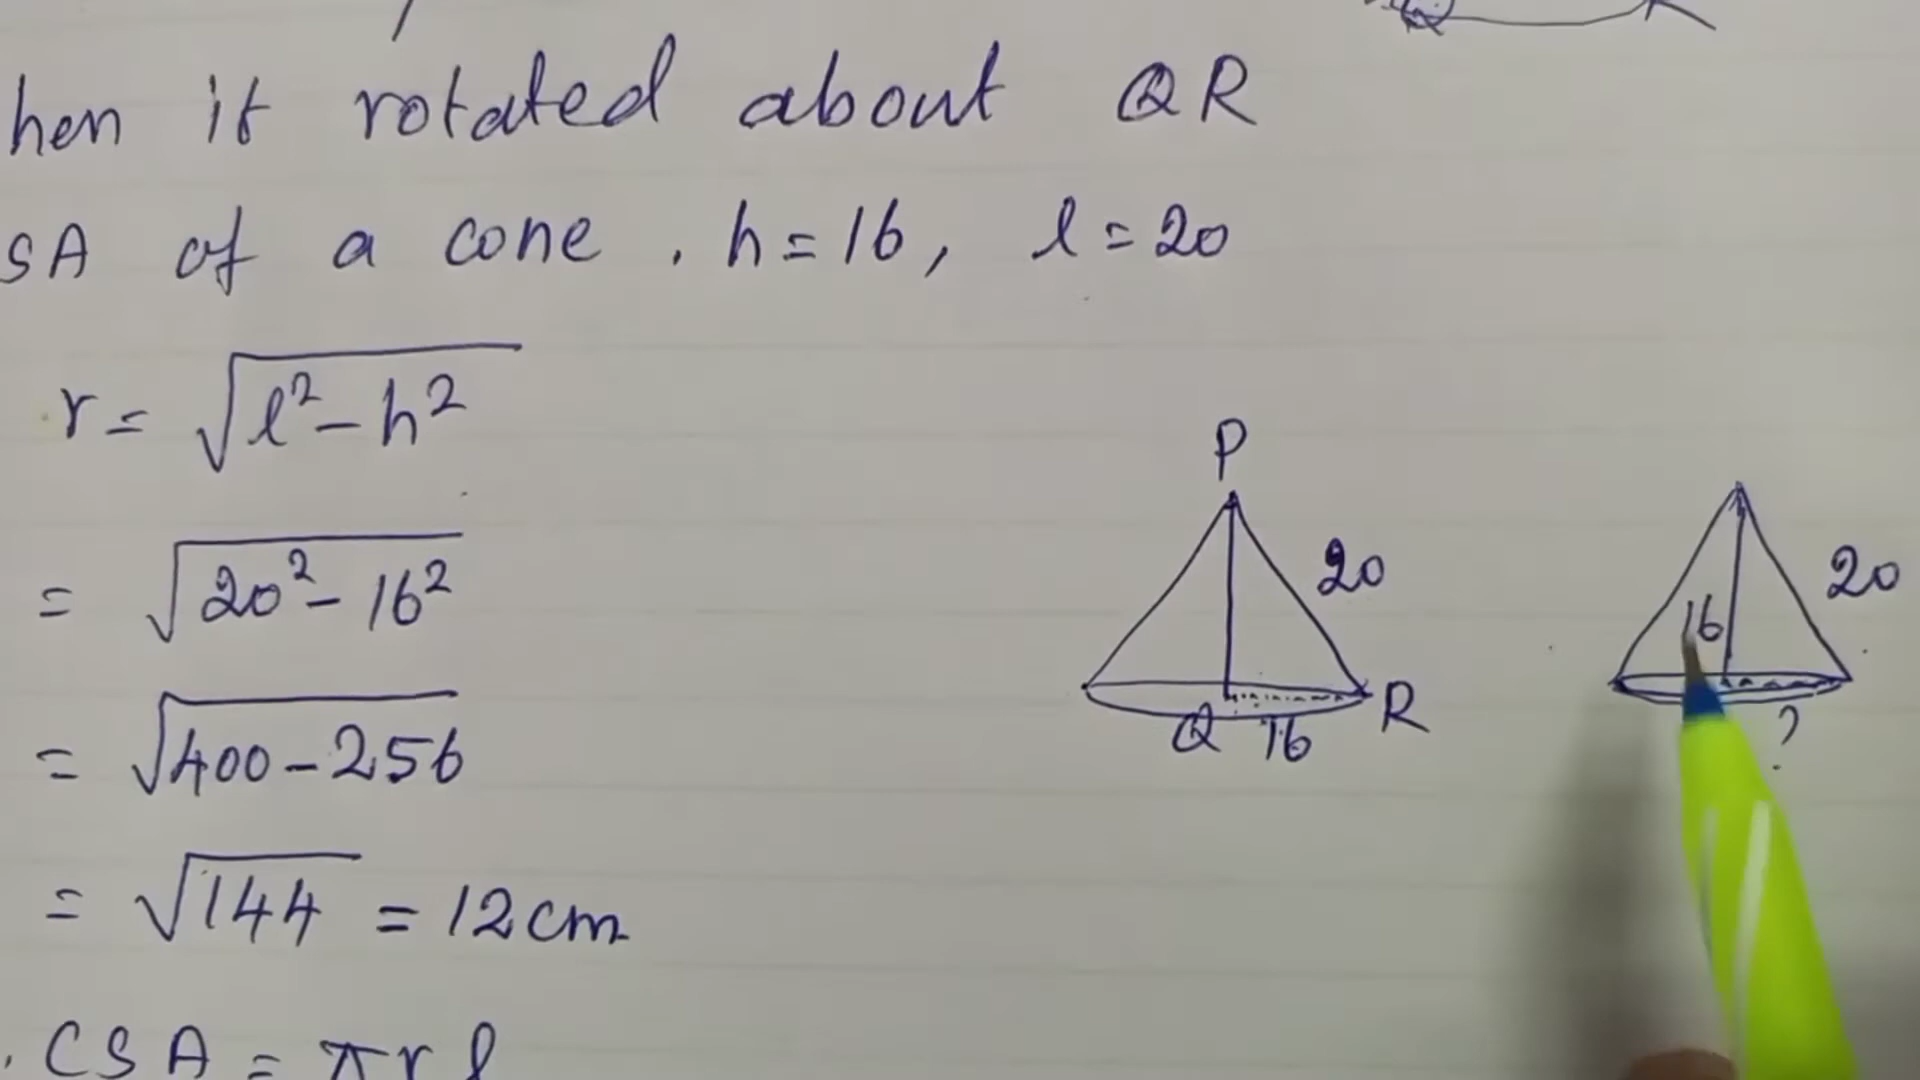 hen it rotated about QR
SA of a cone. h=16, l=20
r = √l²-h²
= √20²-16²
= √400-256
= √144 = 12cm
CSA = πrl
P
20
Q 16 R
20
16
?